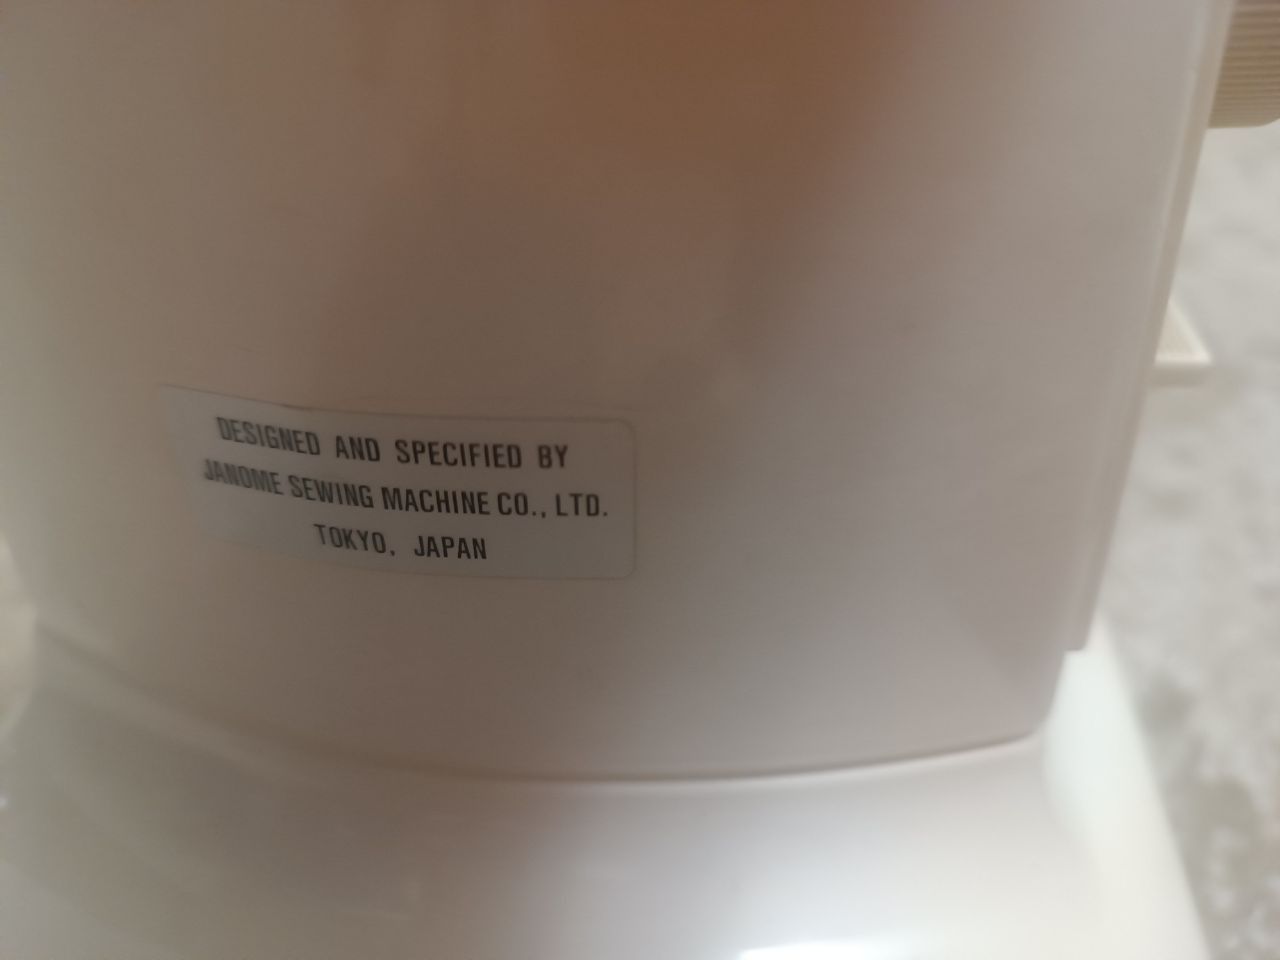 DESIGNED AND SPECIFIED BY
JANOME SEWING MACHINE CO., LTD.
TOKYO, JAPAN